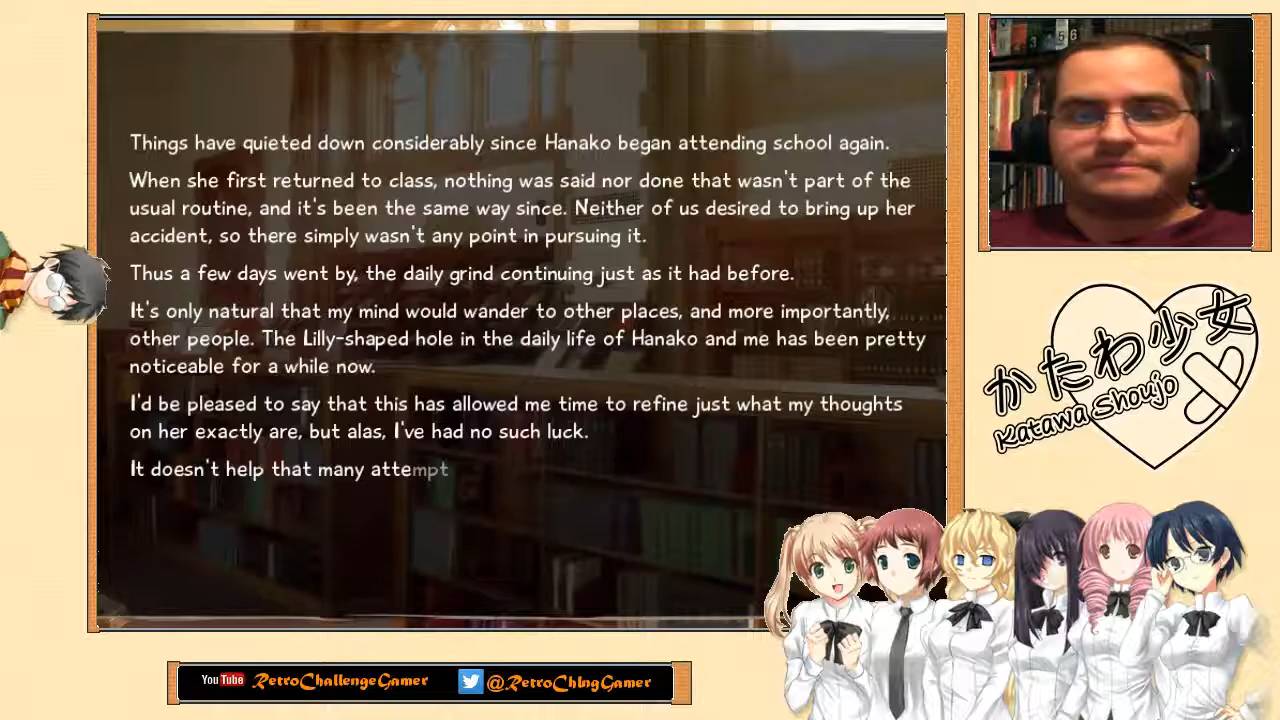 Things have quieted down considerably since Hanako began attending school again.
When she first returned to class, nothing was said nor done that wasn't part of the
usual routine, and it's been the same way since. Neither of us desired to bring up her
accident, so there simply wasn't any point in pursuing it.
Thus a few days went by, the daily grind continuing just as it had before.
It's only natural that my mind would wander to other places, and more importantly,
other people. The Lilly-shaped hole in the daily life of Hanako and me has been pretty
noticeable for a while now.
I'd be pleased to say that this has allowed me time to refine just what my thoughts
on her exactly are, but alas, I've had no such luck.
It doesn't help that many attempt
かたわ少女
Katawa Shoujo
YouTube RetroChallengeGamer @RetroChlngGamer